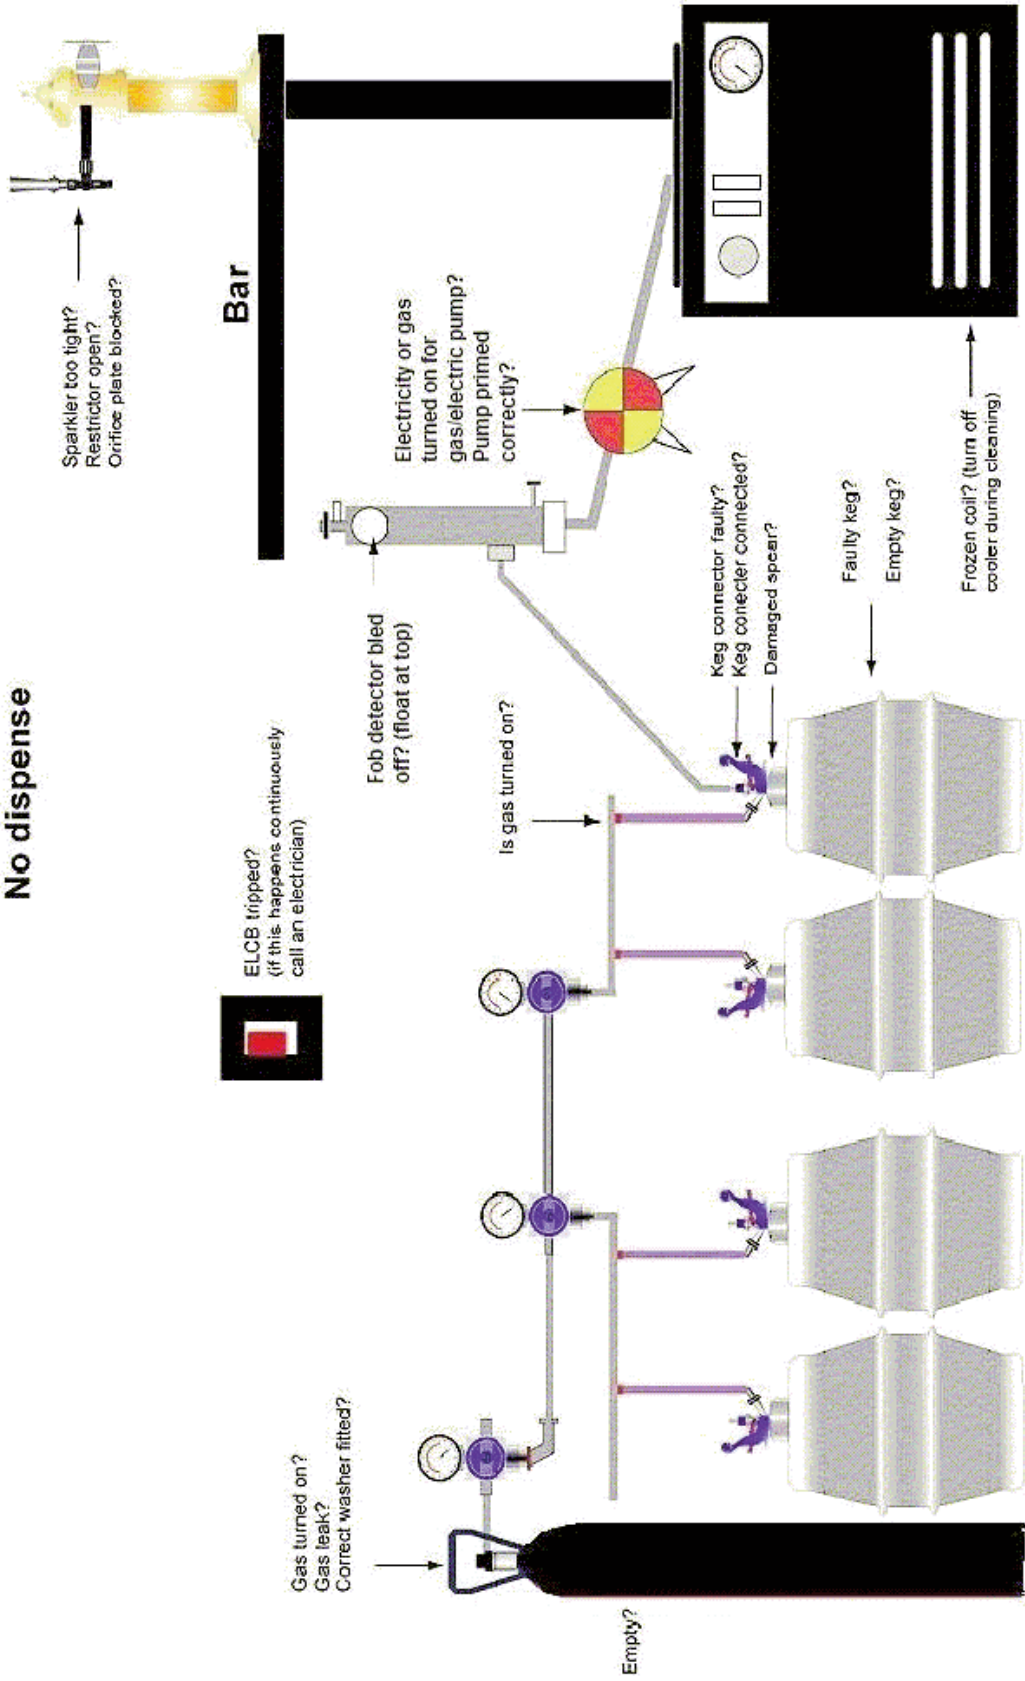 No dispense
Gas turned on?
Gas leak?
Correct washer fitted?
Empty?
ELCB tripped?
(if this happens continuously
call an electrician)
Is gas turned on?
Fob detector bled
off? (float at top)
Sparkler too tight?
Restrictor open?
Orifice plate blocked?
Bar
Electricity or gas
turned on for
gas/electric pump?
Pump primed
correctly?
Keg connector faulty?
Keg conecter connected?
Damaged spear?
Faulty keg?
Empty keg?
Frozen coil? (turn off
cooler during cleaning)